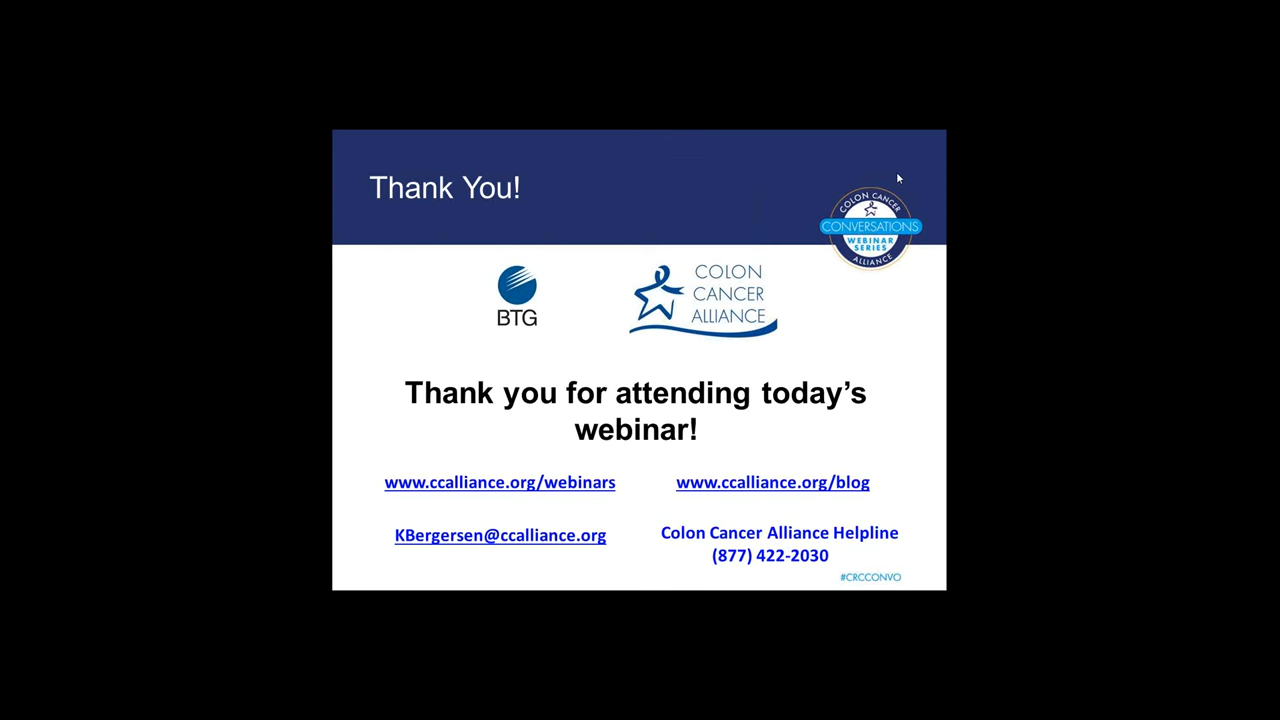 Thank You!
COLON CANCER
CONVERSATIONS
WEBINAR
SERIES
ALLIANCE
BTG
COLON
CANCER
ALLIANCE
Thank you for attending today’s
webinar!
www.ccalliance.org/webinars
www.ccalliance.org/blog
KBergersen@ccalliance.org
Colon Cancer Alliance Helpline
(877) 422-2030
#CRCCONVO